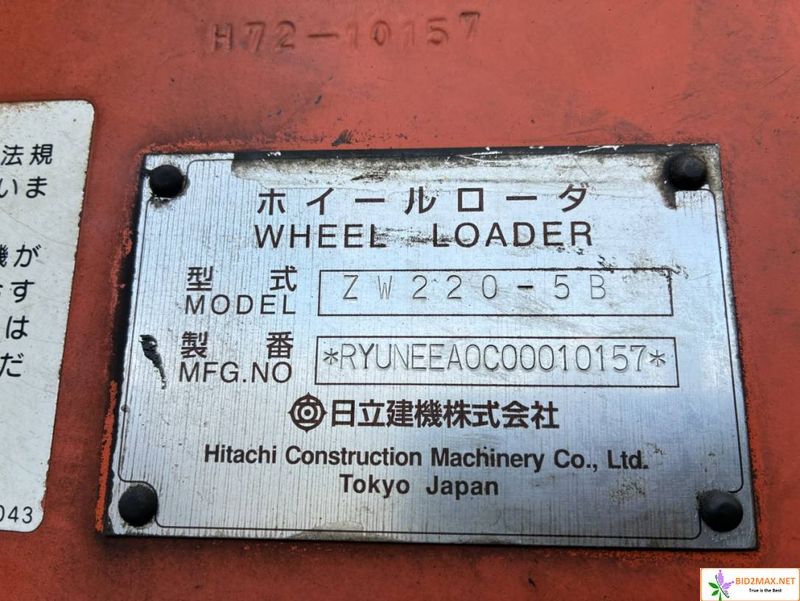 H72-10157
法規
いま
機が
す
は
だ
043
ホイールローダ
WHEEL LOADER
型式
MODEL
ZW220-5B
製番
MFG.NO
*RYUNEEA0C00010157*
日立建機株式会社
Hitachi Construction Machinery Co., Ltd.
Tokyo Japan
BID2MAX.NET
True is the Best